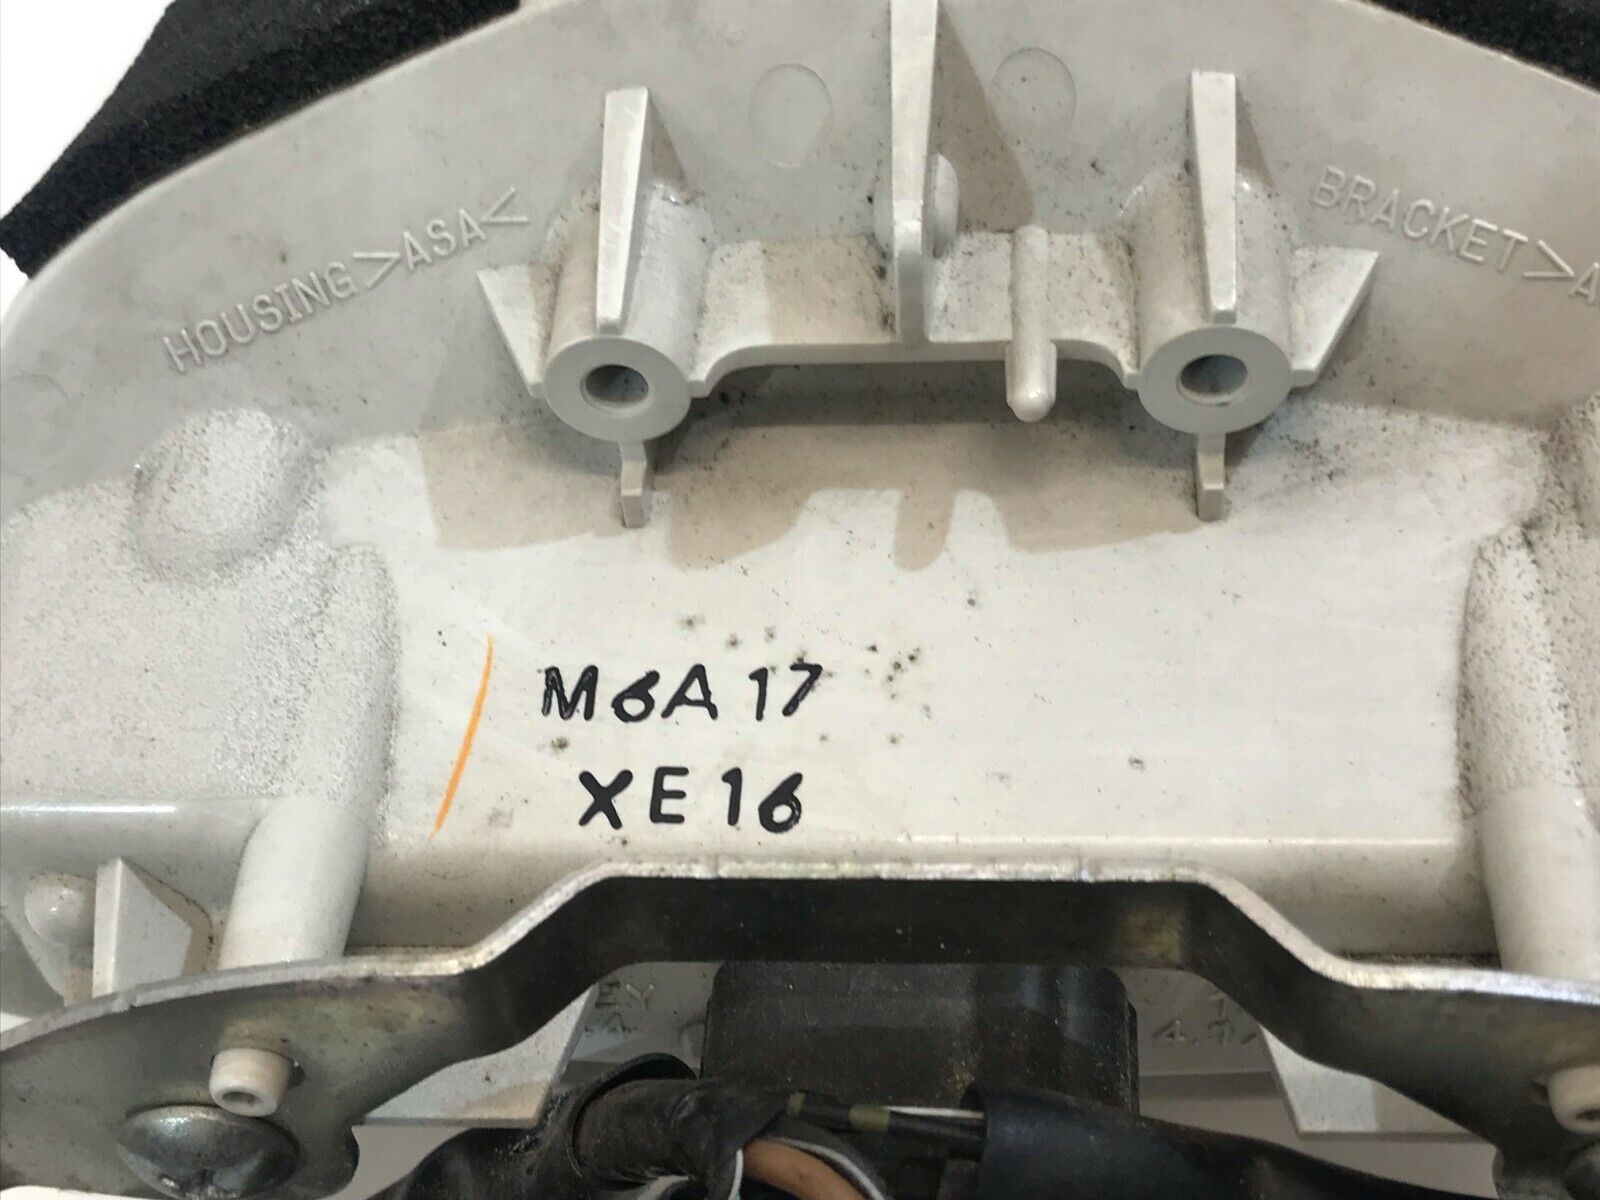 HOUSING >ASA<
BRACKET >A
M6A17
XE16